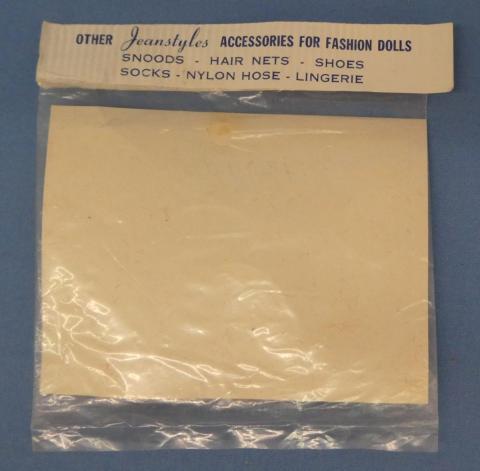 OTHER Jeanstyles ACCESSORIES FOR FASHION DOLLS
SNOODS - HAIR NETS - SHOES
SOCKS - NYLON HOSE - LINGERIE